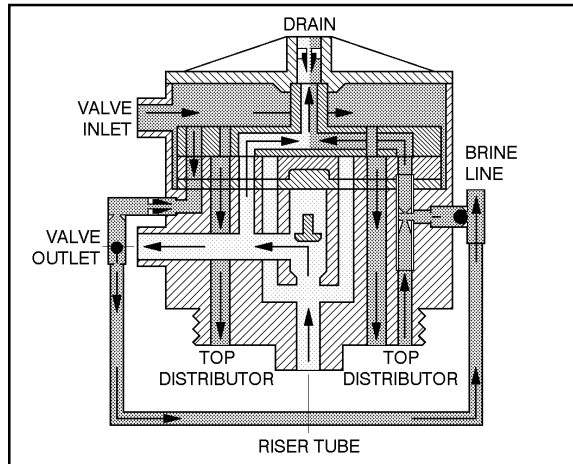 DRAIN
VALVE
INLET
BRINE
LINE
VALVE
OUTLET
TOP
DISTRIBUTOR
TOP
DISTRIBUTOR
RISER TUBE